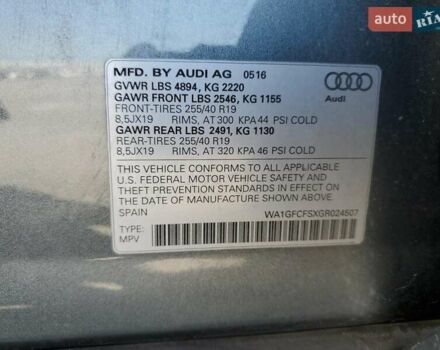 auto RIA
MFD. BY AUDI AG 0516
GVWR LBS 4894, KG 2220
GAWR FRONT LBS 2546, KG 1155
FRONT-TIRES 255/40 R19
8,5JX19 RIMS, AT 300 KPA 44 PSI COLD
GAWR REAR LBS 2491, KG 1130
REAR-TIRES 255/40 R19
8,5JX19 RIMS, AT 320 KPA 46 PSI COLD
Audi
THIS VEHICLE CONFORMS TO ALL APPLICABLE
U.S. FEDERAL MOTOR VEHICLE SAFETY AND
THEFT PREVENTION STANDARDS IN EFFECT ON
THE DATE OF MANUFACTURE SHOWN ABOVE.
SPAIN WA1GFCFSXGR024507
TYPE:
MPV